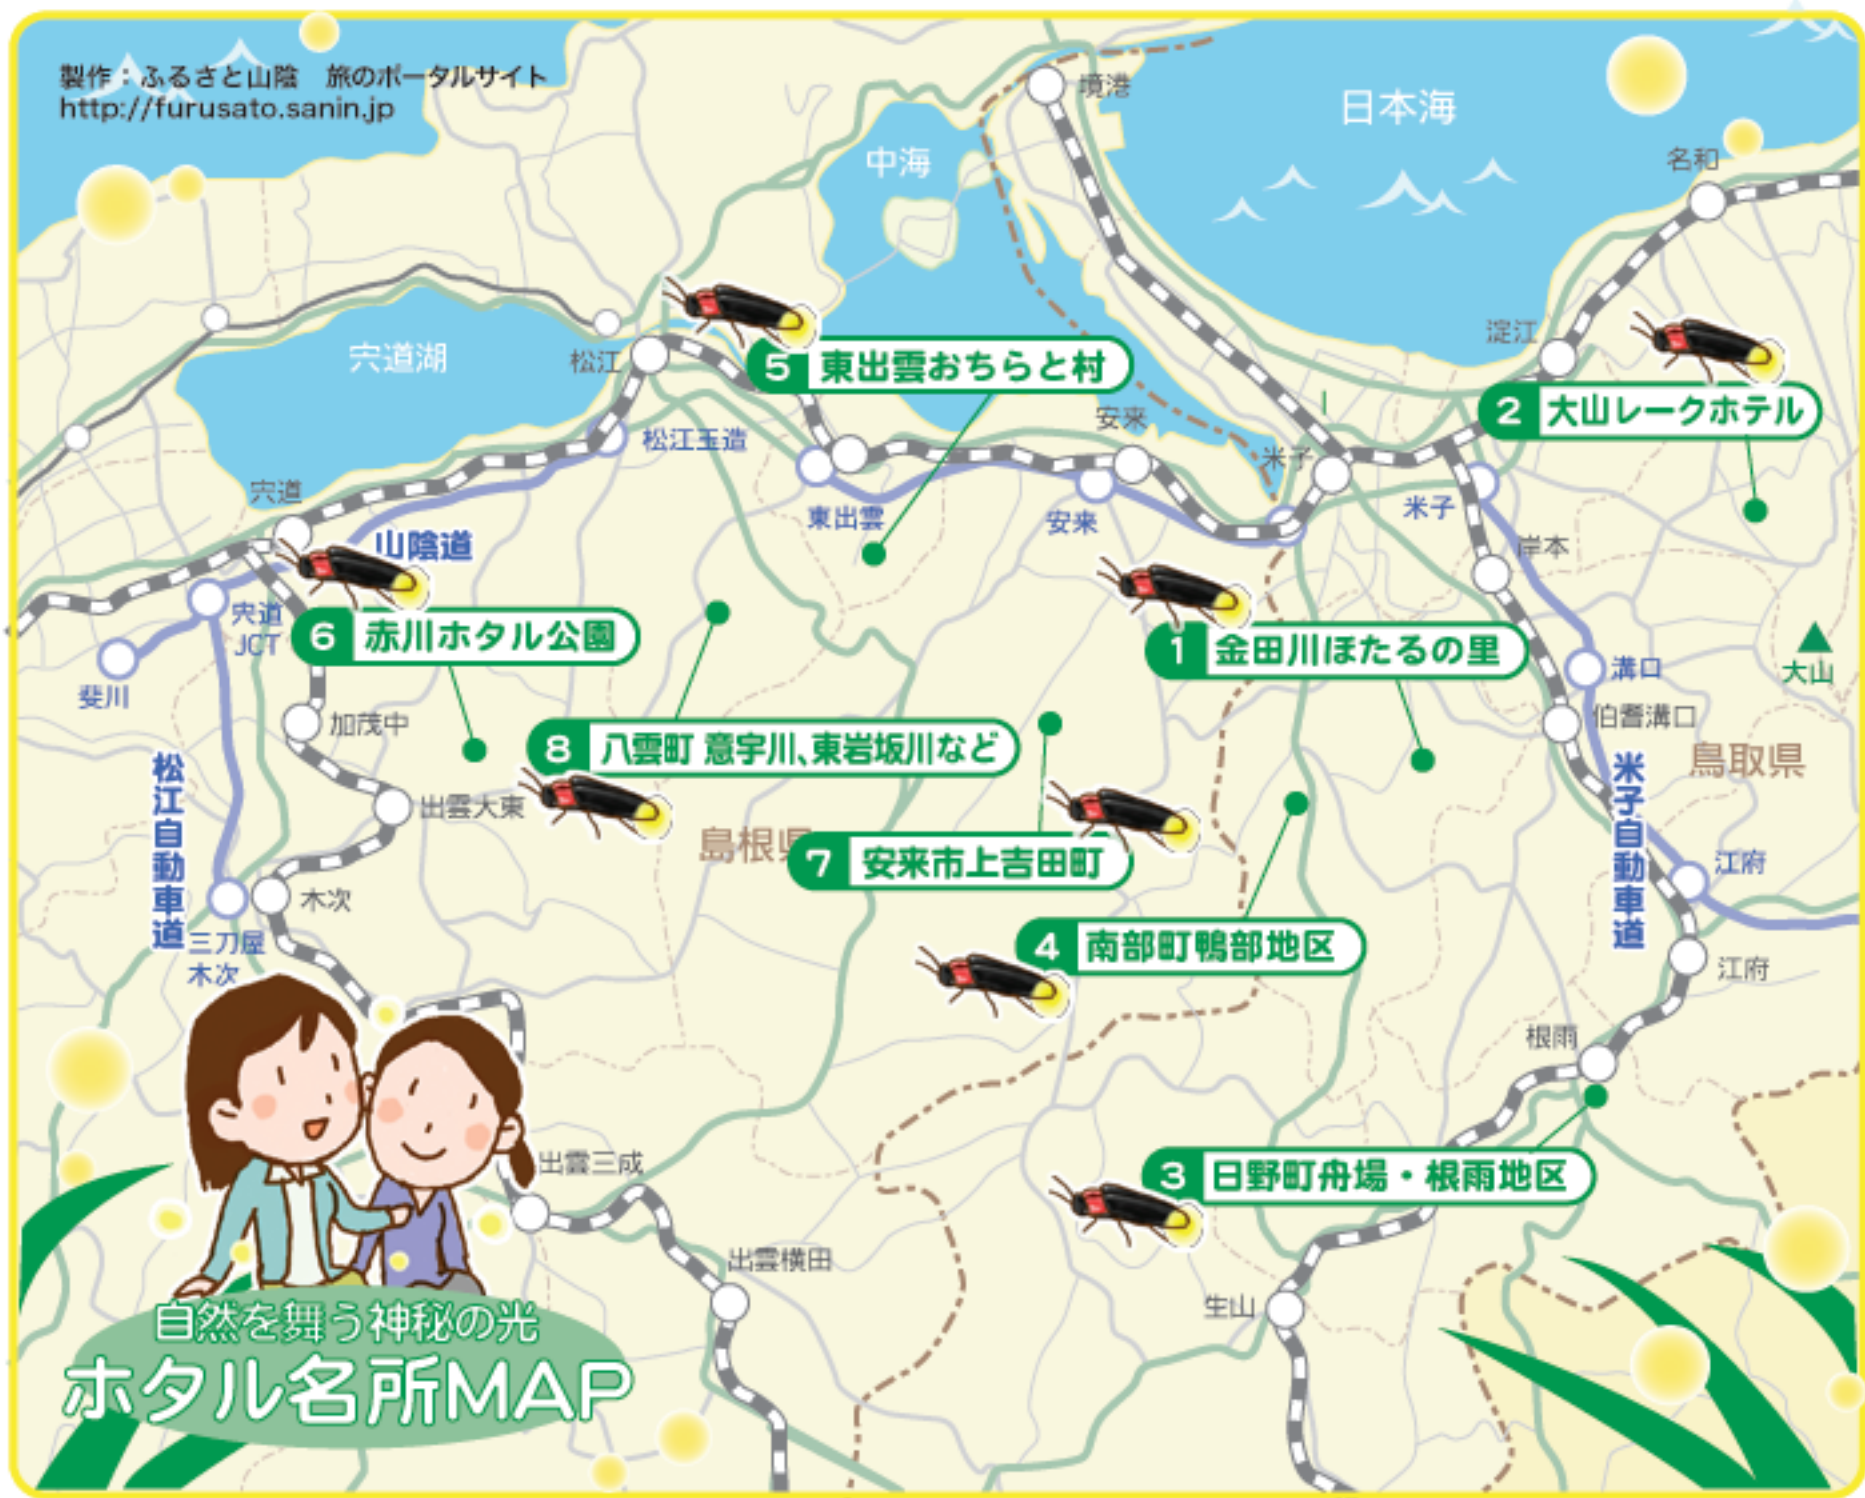 製作：ふるさと山陰　旅のポータルサイト
http://furusato.sanin.jp
境港
日本海
中海
名和
淀江
宍道湖
松江
5 東出雲おちらと村
2 大山レークホテル
安来
米子
松江玉造
宍道
山陰道
東出雲
安来
米子
岸本
宍道
JCT
6 赤川ホタル公園
1 金田川ほたるの里
斐川
溝口
大山
加茂中
伯耆溝口
8 八雲町 意宇川、東岩坂川など
鳥取県
松江自動車道
米子自動車道
出雲大東
島根県
7 安来市上吉田町
江府
木次
三刀屋
木次
4 南部町鴨部地区
江府
根雨
出雲三成
3 日野町舟場・根雨地区
出雲横田
生山
自然を舞う神秘の光
ホタル名所MAP